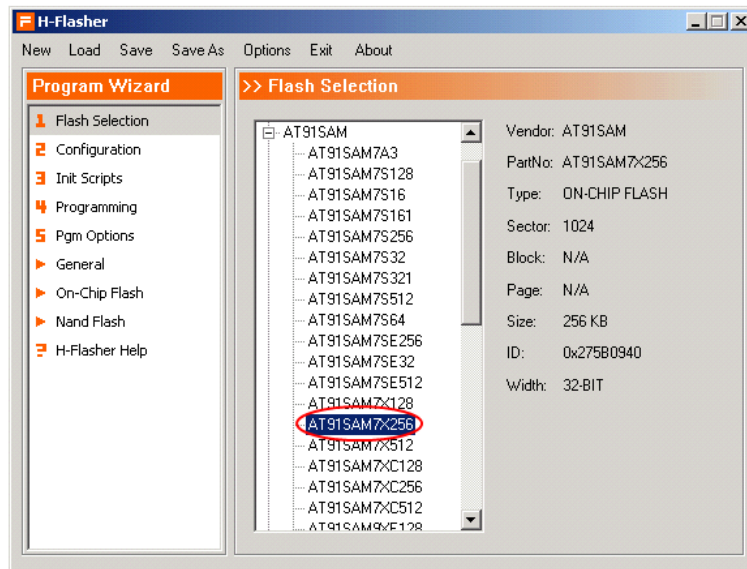 H-Flasher
New Load Save Save As Options Exit About
Program Wizard
1 Flash Selection
2 Configuration
3 Init Scripts
4 Programming
5 Pgm Options
General
On-Chip Flash
Nand Flash
? H-Flasher Help
>> Flash Selection
AT91SAM
AT91SAM7A3
AT91SAM7S128
AT91SAM7S16
AT91SAM7S161
AT91SAM7S256
AT91SAM7S32
AT91SAM7S321
AT91SAM7S512
AT91SAM7S64
AT91SAM7SE256
AT91SAM7SE32
AT91SAM7SE512
AT91SAM7X128
AT91SAM7X256
AT91SAM7X512
AT91SAM7XC128
AT91SAM7XC256
AT91SAM7XC512
AT91SAM9XE128
Vendor: AT91SAM
PartNo: AT91SAM7X256
Type: ON-CHIP FLASH
Sector: 1024
Block: N/A
Page: N/A
Size: 256 KB
ID: 0x275B0940
Width: 32-BIT